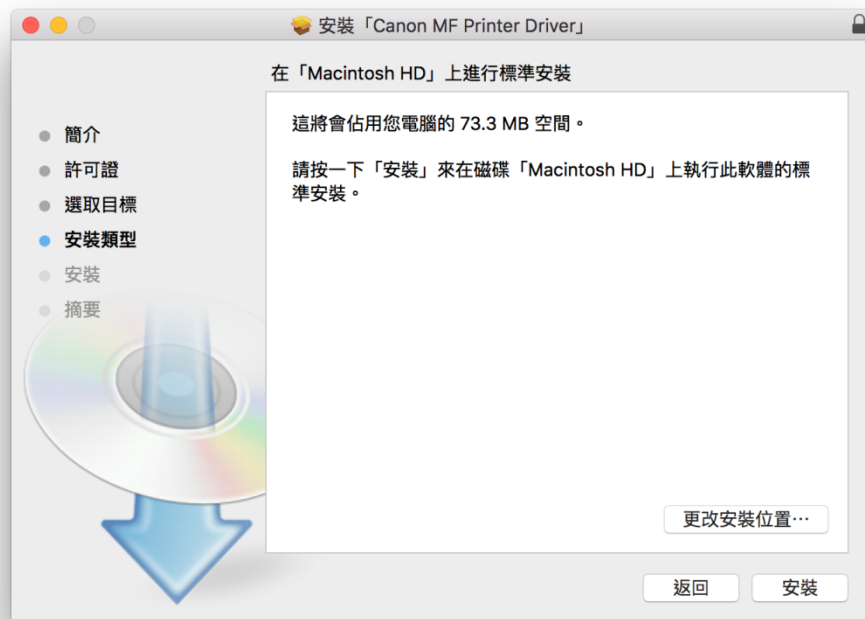 安裝「Canon MF Printer Driver」
在「Macintosh HD」上進行標準安裝
簡介
許可證
選取目標
安裝類型
安裝
摘要
這將會佔用您電腦的 73.3 MB 空間。
請按一下「安裝」來在磁碟「Macintosh HD」上執行此軟體的標
準安裝。
更改安裝位置⋯
返回
安裝